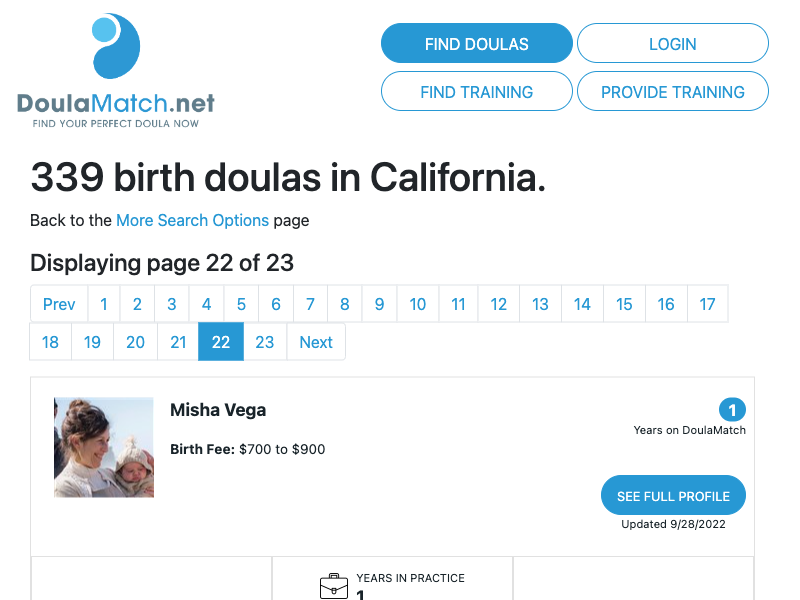 FIND DOULAS
LOGIN
FIND TRAINING
PROVIDE TRAINING
DoulaMatch.net
FIND YOUR PERFECT DOULA NOW
339 birth doulas in California.
Back to the More Search Options page
Displaying page 22 of 23
Prev 1 2 3 4 5 6 7 8 9 10 11 12 13 14 15 16 17
18 19 20 21 22 23 Next
Misha Vega
1
Years on DoulaMatch
Birth Fee: $700 to $900
SEE FULL PROFILE
Updated 9/28/2022
YEARS IN PRACTICE
1